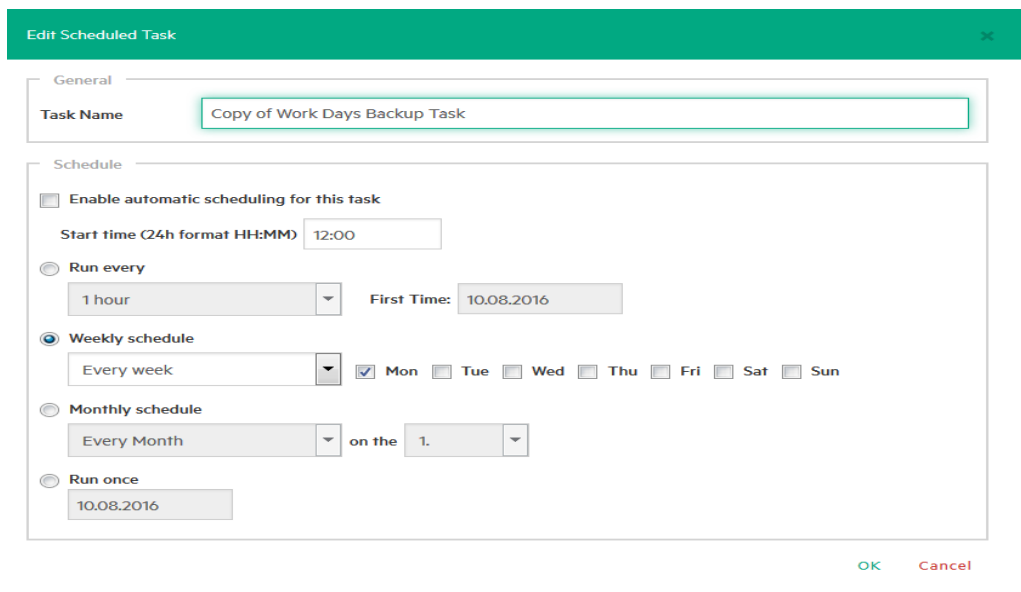 Edit Scheduled Task
General
Task Name Copy of Work Days Backup Task
Schedule
Enable automatic scheduling for this task
Start time (24h format HH:MM) 12:00
Run every
1 hour First Time: 10.08.2016
Weekly schedule
Every week Mon Tue Wed Thu Fri Sat Sun
Monthly schedule
Every Month on the 1.
Run once
10.08.2016
OK Cancel